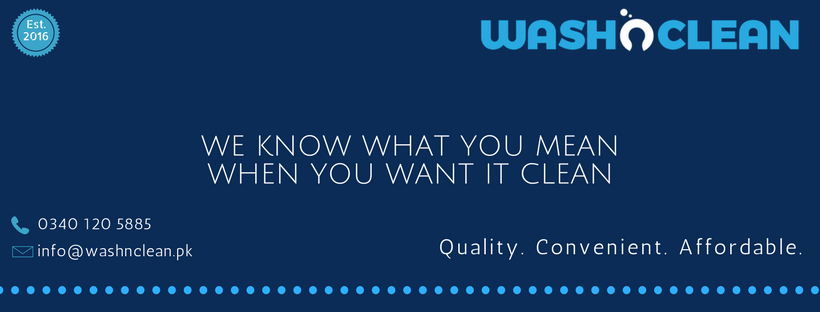 Est.
2016
WASHnCLEAN
WE KNOW WHAT YOU MEAN
WHEN YOU WANT IT CLEAN
0340 120 5885
info@washnclean.pk
Quality. Convenient. Affordable.